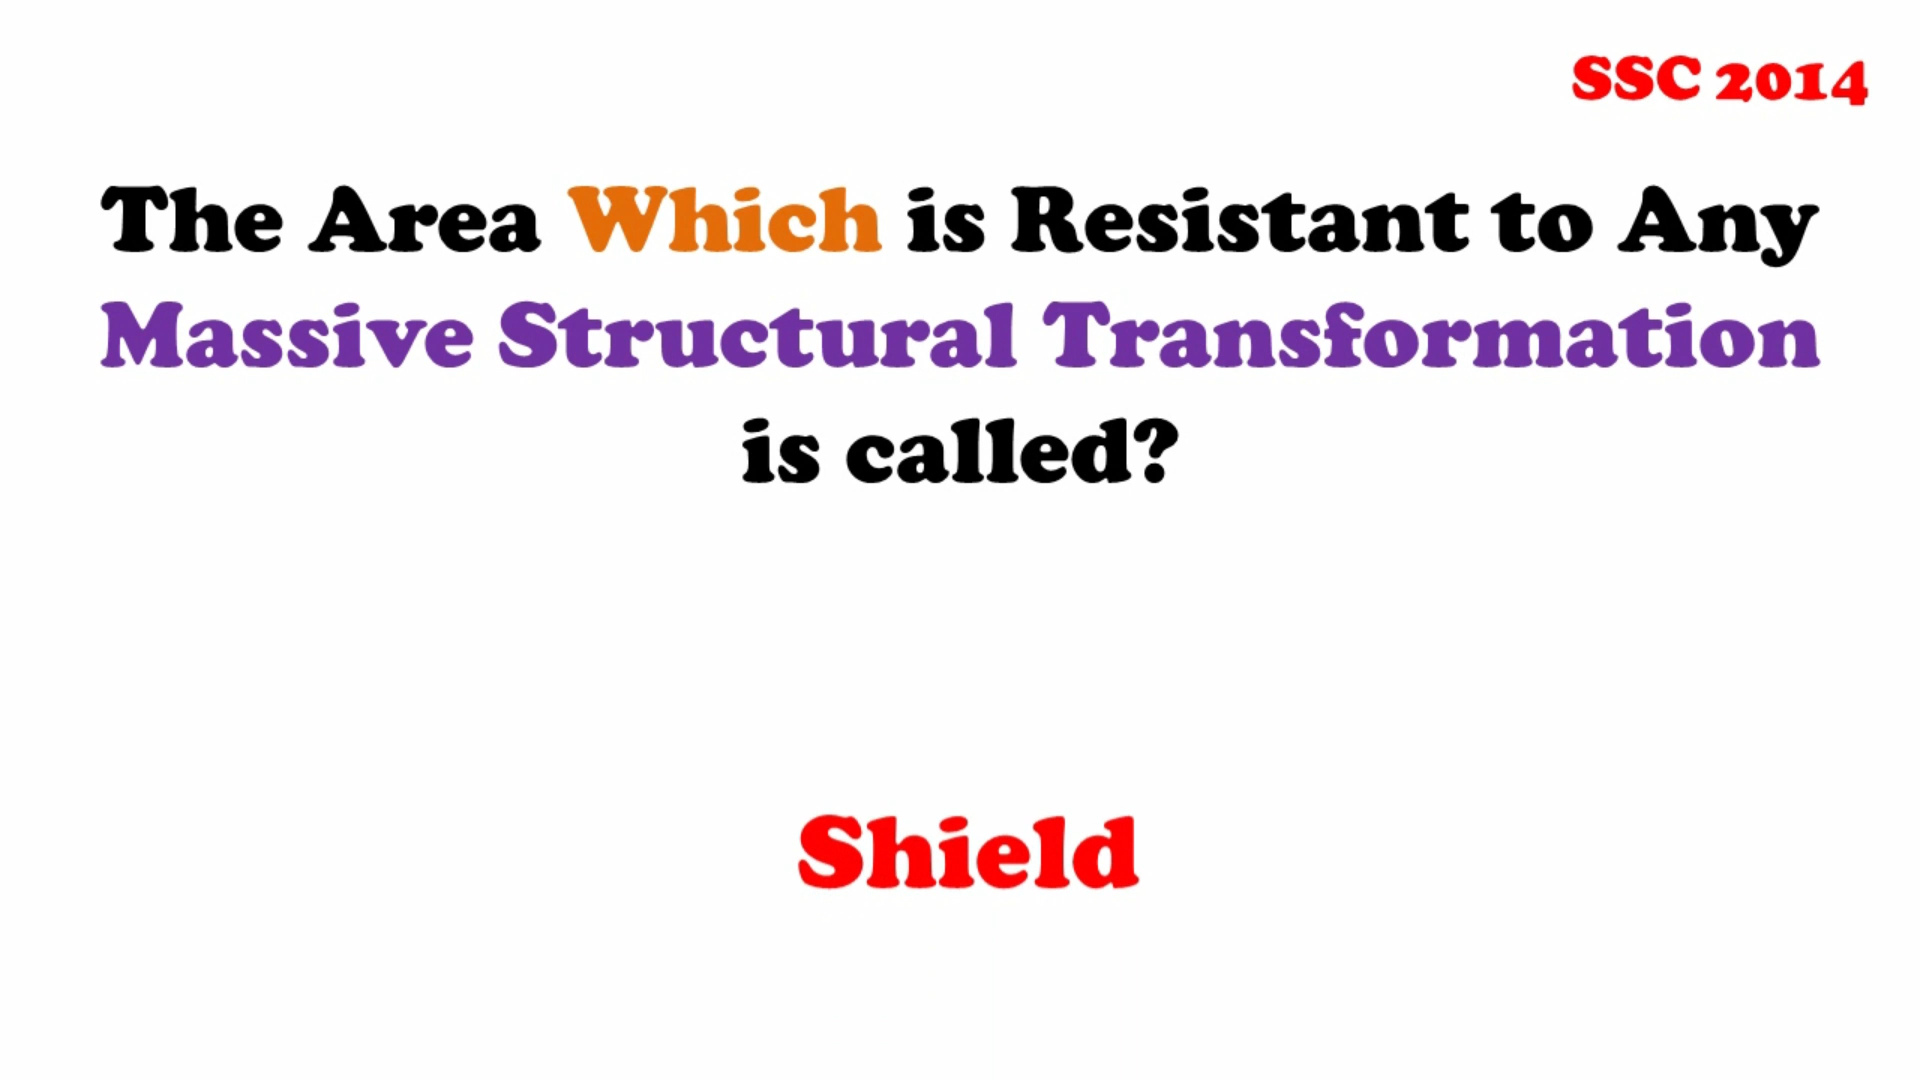 SSC 2014
The Area Which is Resistant to Any
Massive Structural Transformation
is called?
Shield